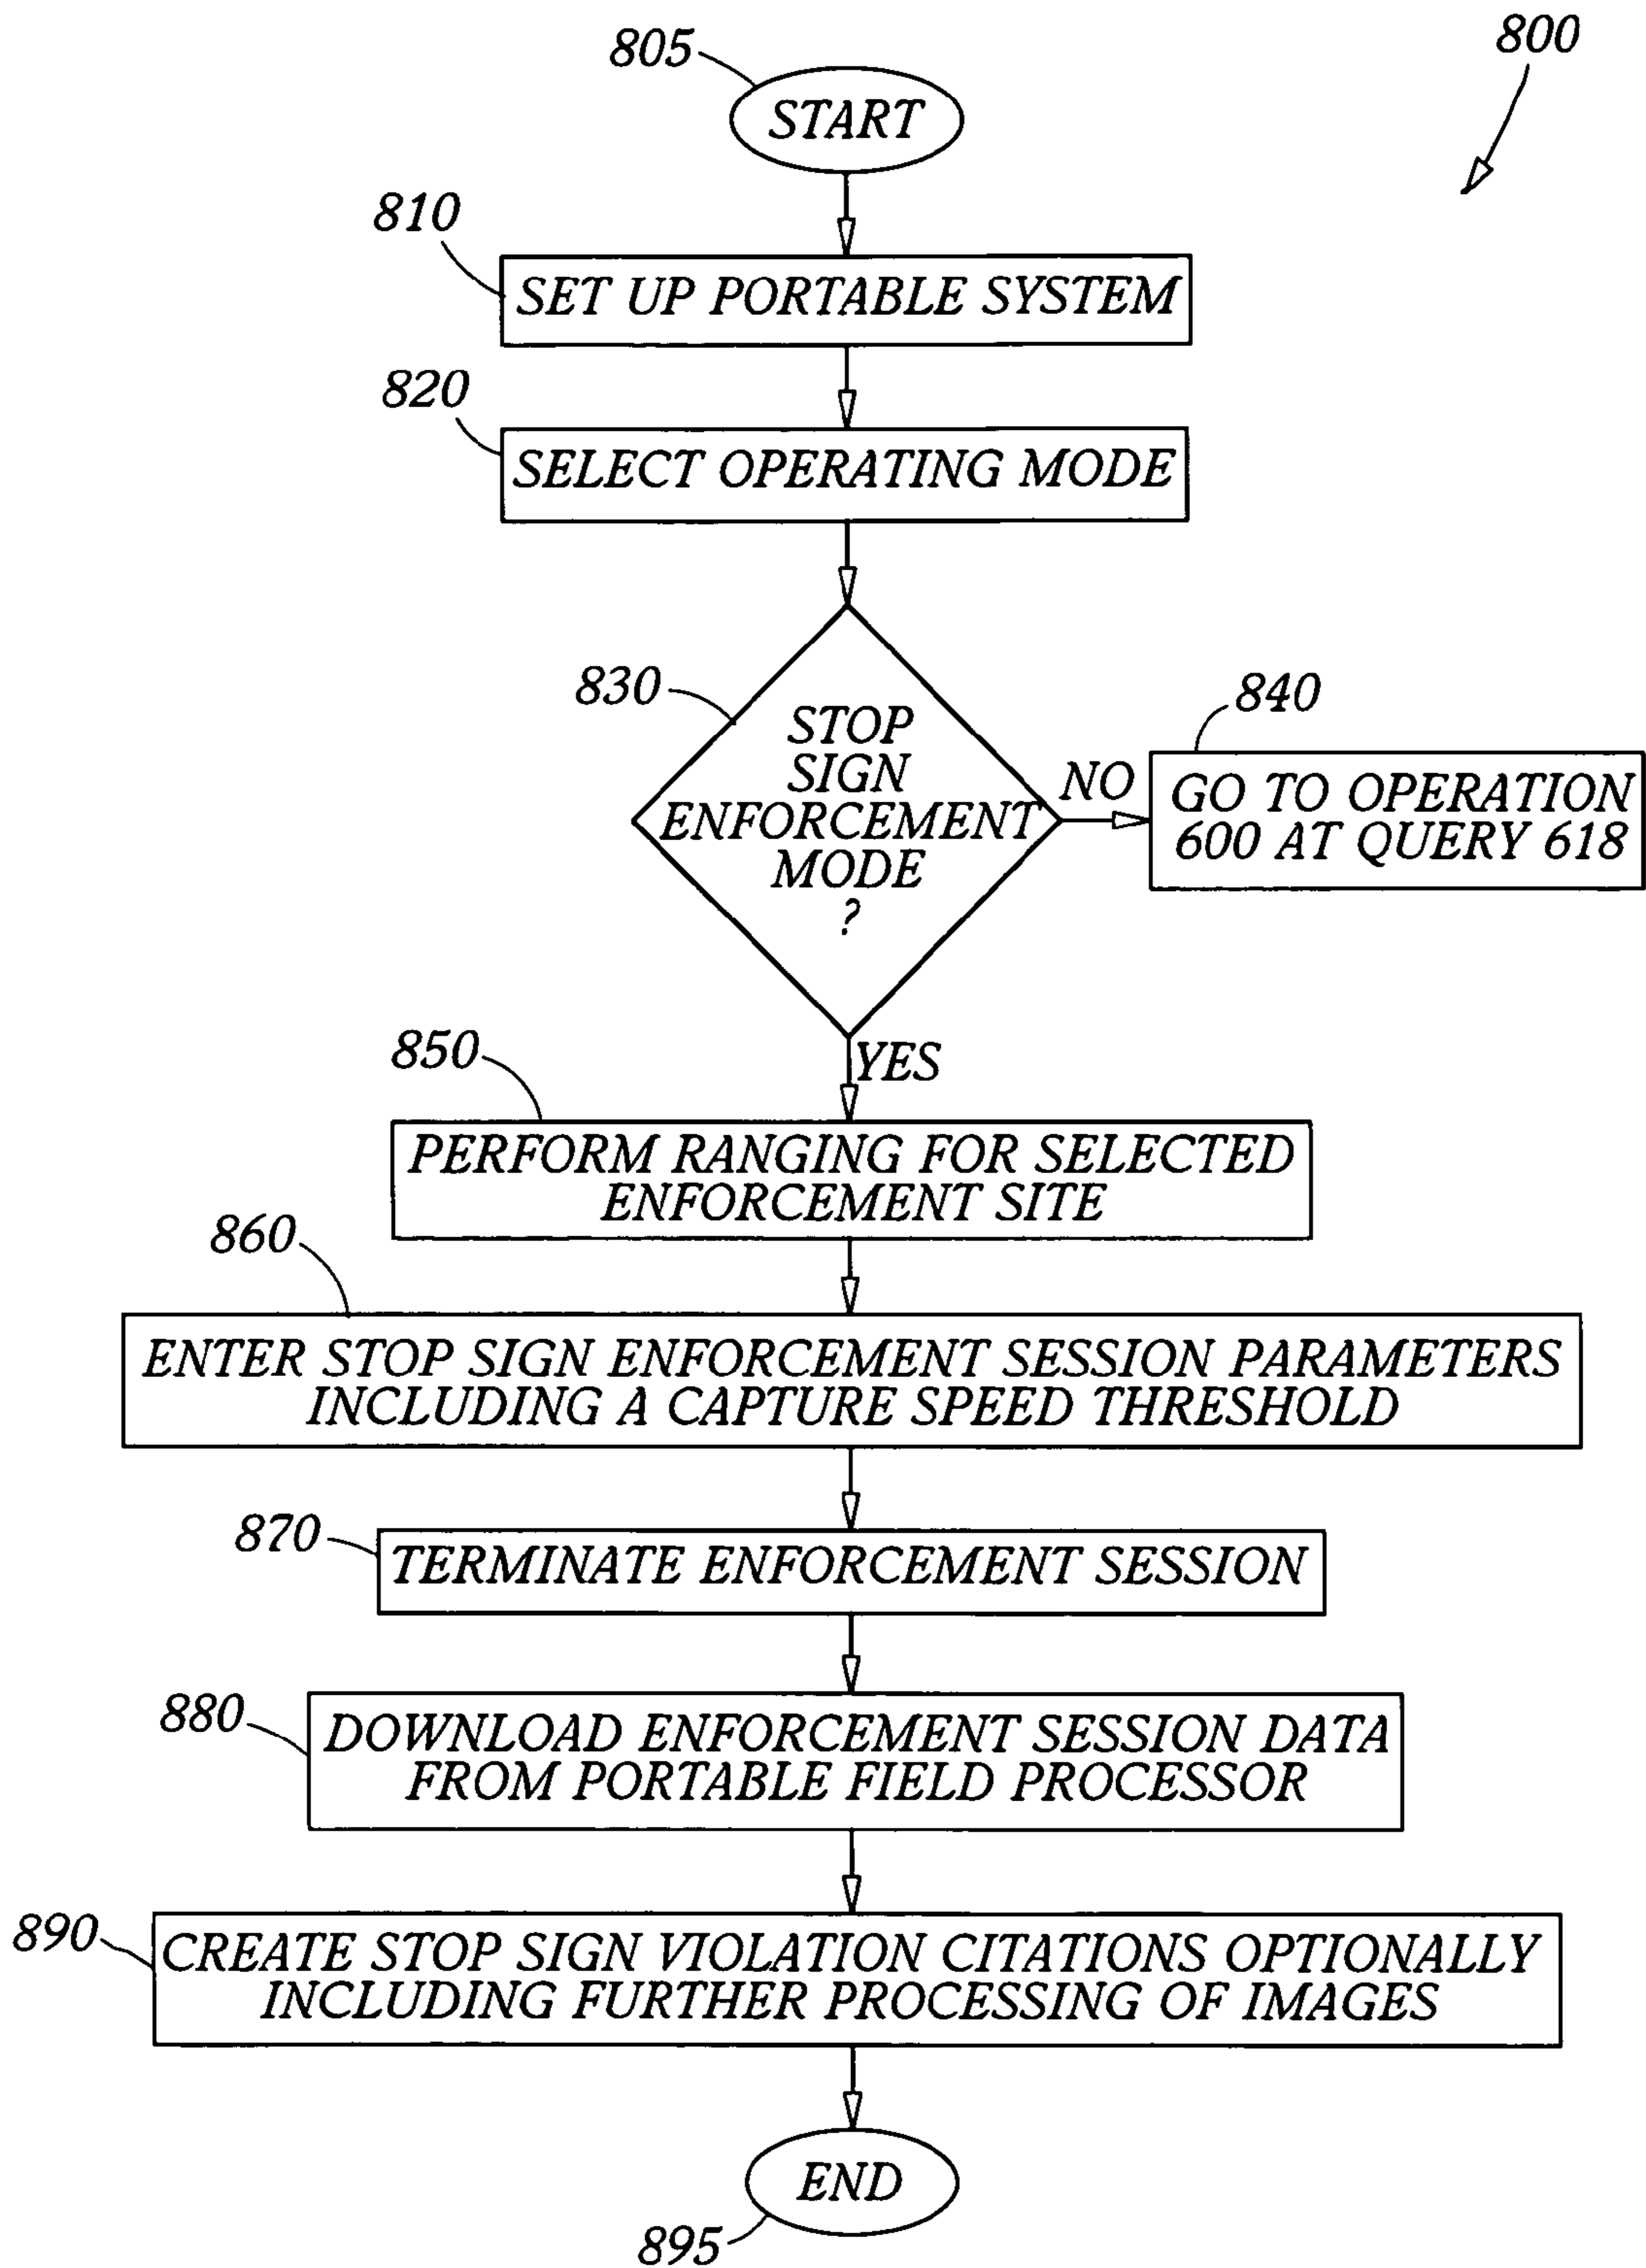 800
805
START
810
SET UP PORTABLE SYSTEM
820
SELECT OPERATING MODE
830
STOP
SIGN
ENFORCEMENT
MODE
?
NO
840
GO TO OPERATION
600 AT QUERY 618
YES
850
PERFORM RANGING FOR SELECTED
ENFORCEMENT SITE
860
ENTER STOP SIGN ENFORCEMENT SESSION PARAMETERS
INCLUDING A CAPTURE SPEED THRESHOLD
870
TERMINATE ENFORCEMENT SESSION
880
DOWNLOAD ENFORCEMENT SESSION DATA
FROM PORTABLE FIELD PROCESSOR
890
CREATE STOP SIGN VIOLATION CITATIONS OPTIONALLY
INCLUDING FURTHER PROCESSING OF IMAGES
END
895